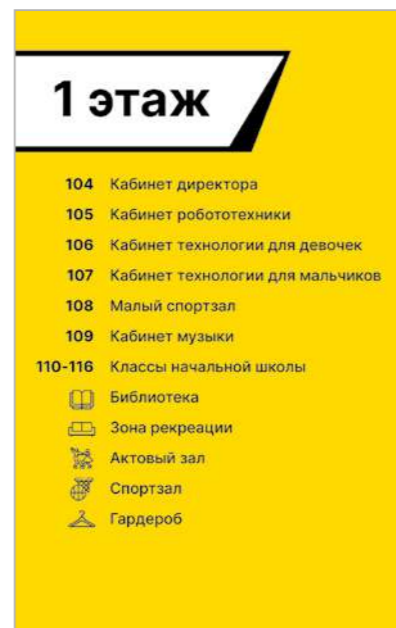 1 этаж
104 Кабинет директора
105 Кабинет робототехники
106 Кабинет технологии для девочек
107 Кабинет технологии для мальчиков
108 Малый спортзал
109 Кабинет музыки
110-116 Классы начальной школы
Библиотека
Зона рекреации
Актовый зал
Спортзал
Гардероб